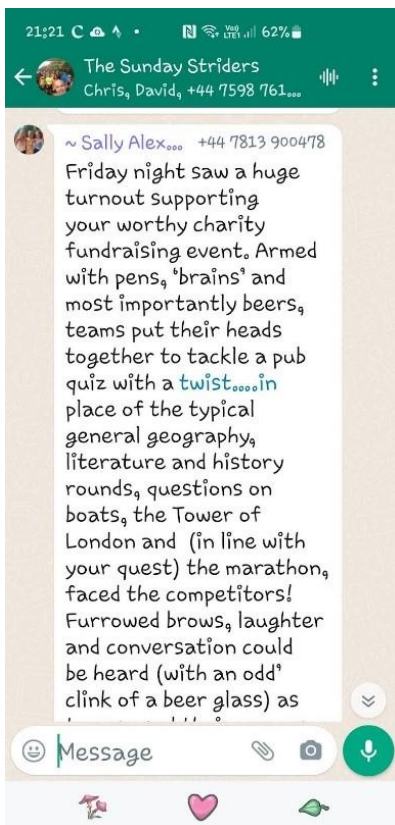 21:21
Voo) LTE1 62%
The Sunday Striders
Chris, David, +44 7598 761...
~ Sally Alex... +44 7813 900478
Friday night saw a huge
turnout supporting
your worthy charity
fundraising event. Armed
with pens, 'brains' and
most importantly beers,
teams put their heads
together to tackle a pub
quiz with a twist.....in
place of the typical
general geography,
literature and history
rounds, questions on
boats, the Tower of
London and (in line with
your quest) the marathon,
faced the competitors!
Furrowed brows, laughter
and conversation could
be heard (with an odd'
clink of a beer glass) as
Message